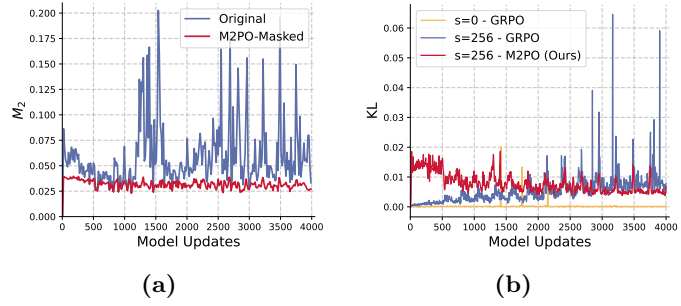 0.200
0.175
0.150
0.125
0.100
0.075
0.050
0.025
0.000
M₂
Original
M2PO-Masked
0 500 1000 1500 2000 2500 3000 3500 4000
Model Updates
(a)
0.06
0.05
0.04
0.03
0.02
0.01
0.00
KL
s=0 - GRPO
s=256 - GRPO
s=256 - M2PO (Ours)
0 500 1000 1500 2000 2500 3000 3500 4000
Model Updates
(b)